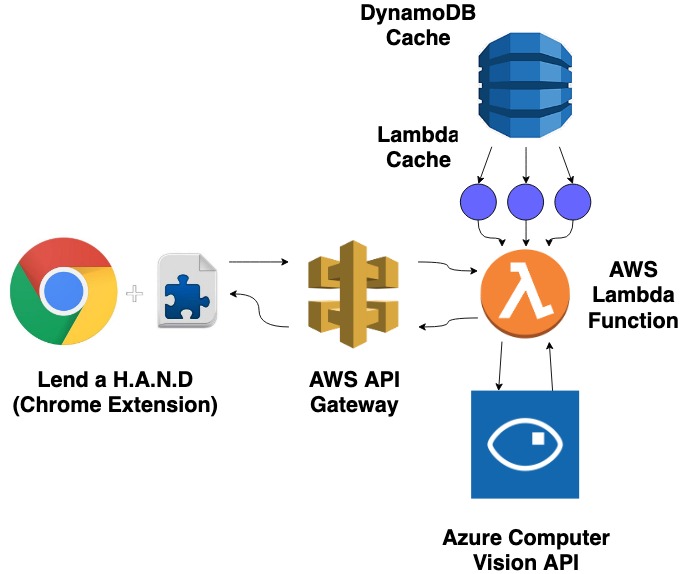 DynamoDB
Cache
Lambda
Cache
AWS
Lambda
Function
Lend a H.A.N.D
(Chrome Extension)
AWS API
Gateway
Azure Computer
Vision API